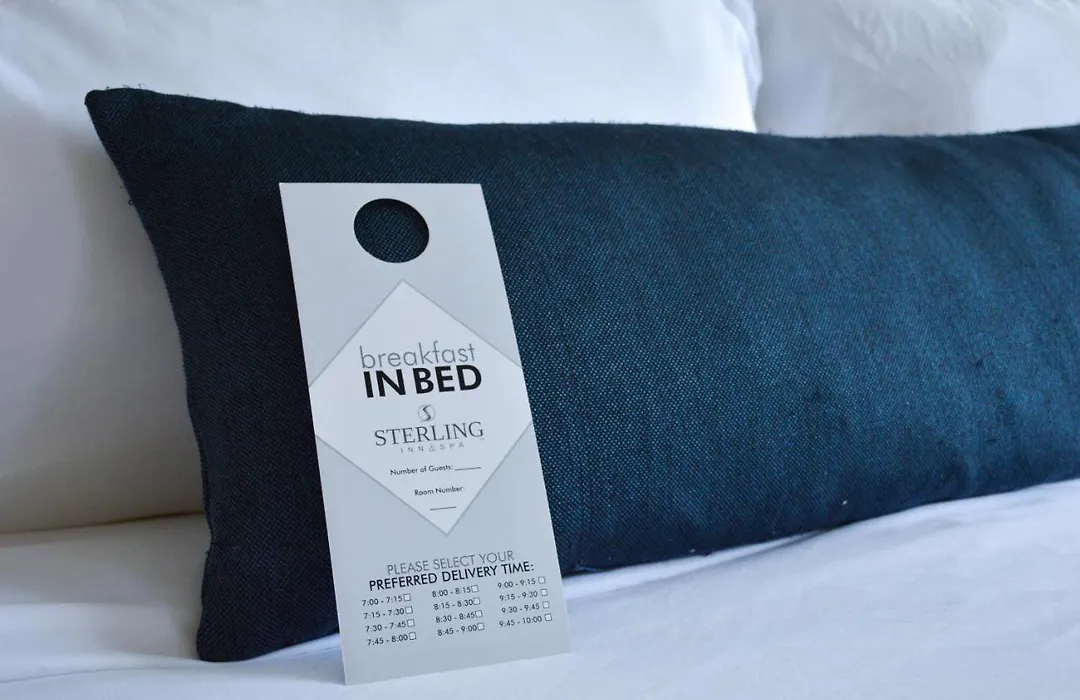 breakfast
IN BED
STERLING
INN & SPA
Number of Guests: ______
Room Number:
______
PLEASE SELECT YOUR
PREFERRED DELIVERY TIME:
7:00 - 7:15☐ 8:00 - 8:15☐ 9:00 - 9:15☐
7:15 - 7:30☐ 8:15 - 8:30☐ 9:15 - 9:30☐
7:30 - 7:45☐ 8:30 - 8:45☐ 9:30 - 9:45☐
7:45 - 8:00☐ 8:45 - 9:00☐ 9:45 - 10:00☐